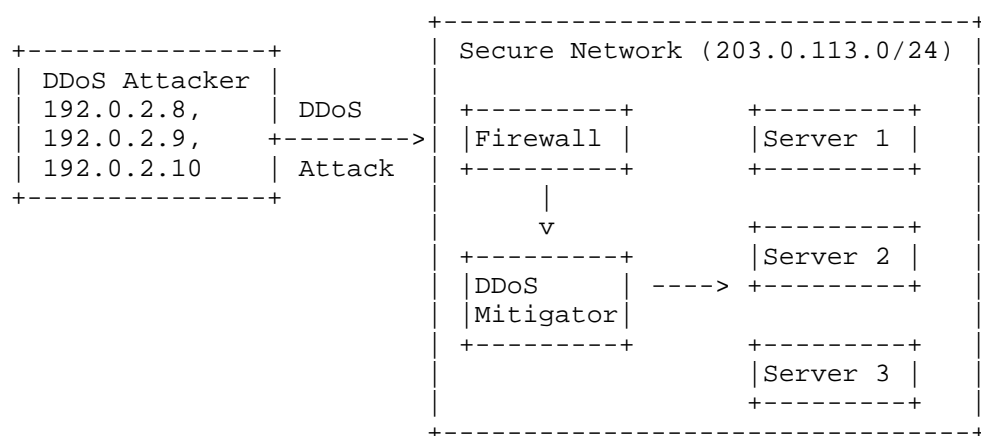 Secure Network (203.0.113.0/24)
DDoS Attacker
192.0.2.8,
192.0.2.9,
192.0.2.10
DDoS
Attack
Firewall
Server 1
DDoS
Mitigator
Server 2
Server 3